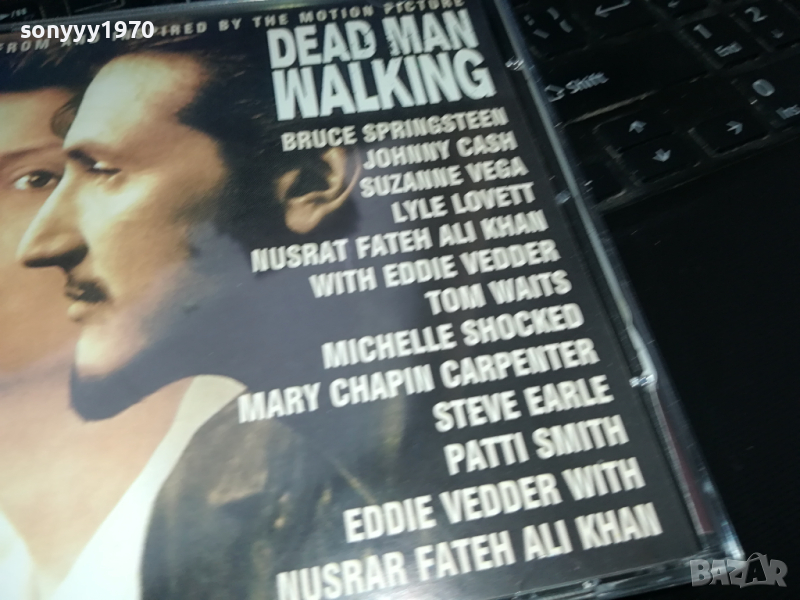 sonyyy1970
FROM AND INSPIRED BY THE MOTION PICTURE
DEAD MAN
WALKING
BRUCE SPRINGSTEEN
JOHNNY CASH
SUZANNE VEGA
LYLE LOVETT
NUSRAT FATEH ALI KHAN
WITH EDDIE VEDDER
TOM WAITS
MICHELLE SHOCKED
MARY CHAPIN CARPENTER
STEVE EARLE
PATTI SMITH
EDDIE VEDDER WITH
NUSRAR FATEH ALI KHAN
Shift
BAZAR